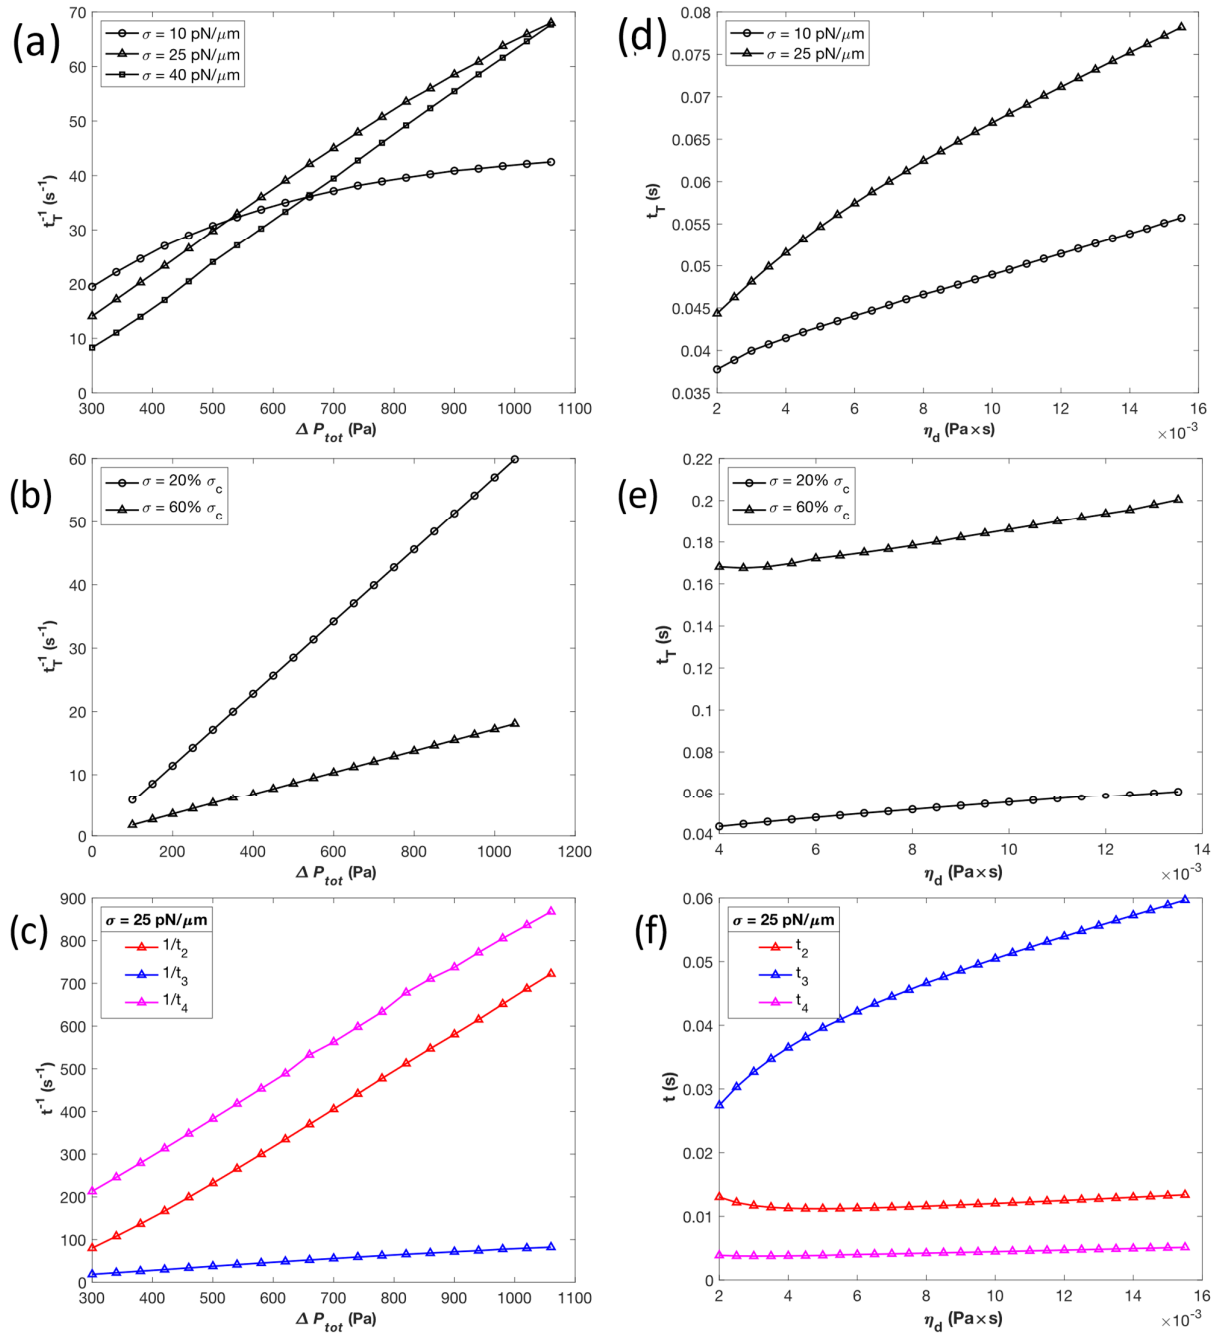 (a)
70
60
50
40
30
20
10
0
t_T^-1 (s^-1)
σ = 10 pN/μm
σ = 25 pN/μm
σ = 40 pN/μm
300 400 500 600 700 800 900 1000 1100
Δ P_tot (Pa)
(d)
0.08
0.075
0.07
0.065
0.06
0.055
0.05
0.045
0.04
0.035
t_T (s)
σ = 10 pN/μm
σ = 25 pN/μm
2 4 6 8 10 12 14 16
η_d (Pa×s) ×10^-3
(b)
60
50
40
30
20
10
0
t_T^-1 (s^-1)
σ = 20% σ_c
σ = 60% σ_c
0 200 400 600 800 1000 1200
Δ P_tot (Pa)
(e)
0.22
0.2
0.18
0.16
0.14
0.12
0.1
0.08
0.06
0.04
t_T (s)
σ = 20% σ_c
σ = 60% σ_c
4 6 8 10 12 14
η_d (Pa×s) ×10^-3
(c)
900
800
700
600
500
400
300
200
100
0
t^-1 (s^-1)
σ = 25 pN/μm
1/t_2
1/t_3
1/t_4
300 400 500 600 700 800 900 1000 1100
Δ P_tot (Pa)
(f)
0.06
0.05
0.04
0.03
0.02
0.01
0
t (s)
σ = 25 pN/μm
t_2
t_3
t_4
2 4 6 8 10 12 14 16
η_d (Pa×s) ×10^-3